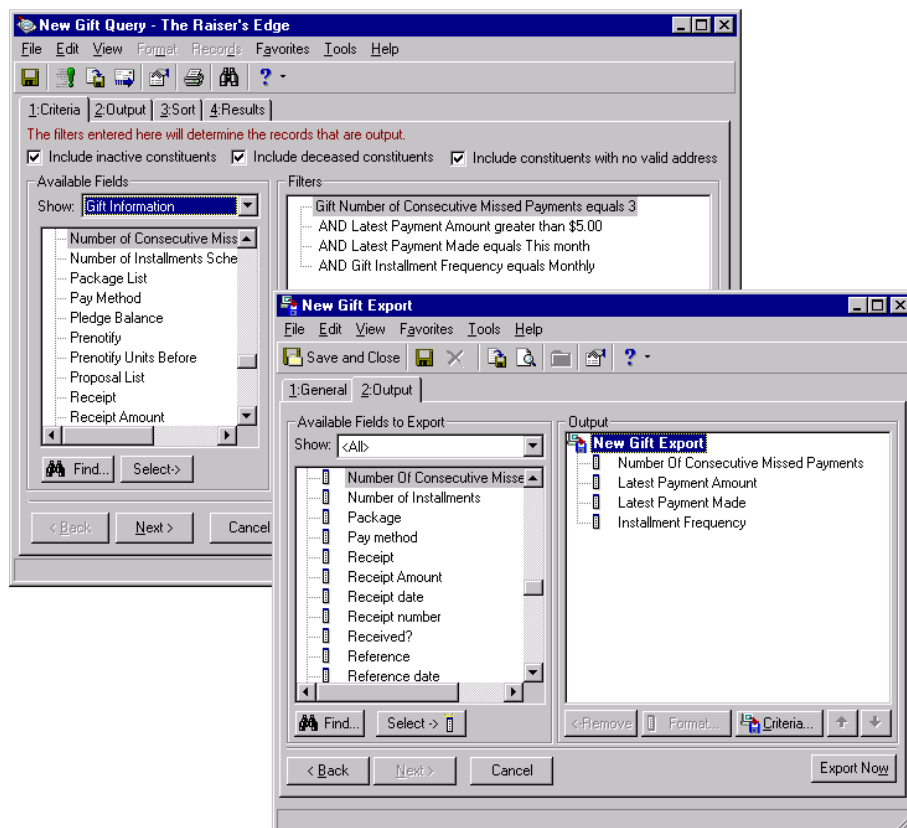 New Gift Query - The Raiser's Edge
File Edit View Format Records Favorites Tools Help
1:Criteria 2:Output 3:Sort 4:Results
The filters entered here will determine the records that are output.
Include inactive constituents Include deceased constituents Include constituents with no valid address
Available Fields
Show: Gift Information
Number of Consecutive Miss
Number of Installments Sche
Package List
Pay Method
Pledge Balance
Prenotify
Prenotify Units Before
Proposal List
Receipt
Receipt Amount
Find... Select->
Filters
Gift Number of Consecutive Missed Payments equals 3
AND Latest Payment Amount greater than $5.00
AND Latest Payment Made equals This month
AND Gift Installment Frequency equals Monthly
< Back Next > Cancel
New Gift Export
File Edit View Favorites Tools Help
Save and Close
1:General 2:Output
Available Fields to Export
Show: <All>
Number Of Consecutive Misse
Number of Installments
Package
Pay method
Receipt
Receipt Amount
Receipt date
Receipt number
Received?
Reference
Reference date
Find... Select ->
Output
New Gift Export
Number Of Consecutive Missed Payments
Latest Payment Amount
Latest Payment Made
Installment Frequency
<-Remove Format... Criteria...
< Back Next > Cancel Export Now